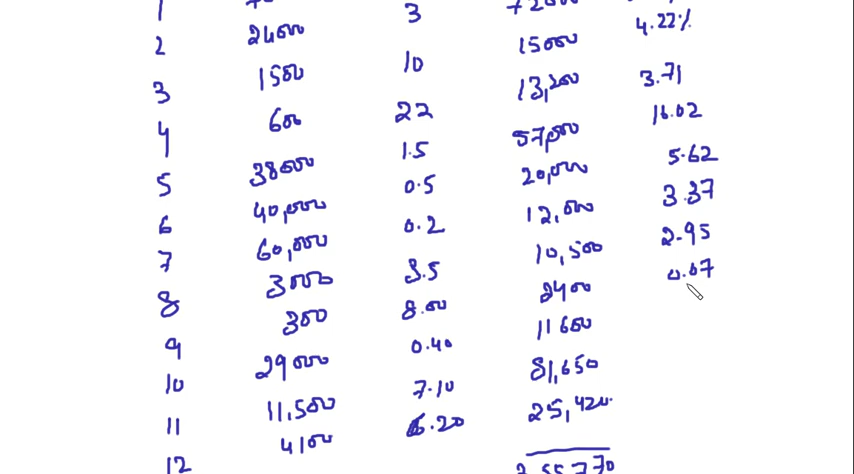 1
2 24000 3 72000
3 1500 10 15000 4.22%
4 600 22 13,200 3.71
5 38000 1.5 57,000 16.02
6 40,000 0.5 20,000 5.62
7 60,000 0.2 12,000 3.37
8 3000 3.5 10,500 2.95
9 300 8.00 2400 0.67
10 29000 0.40 11600
11 11,500 7.10 81,650
12 4100 6.20 25,420